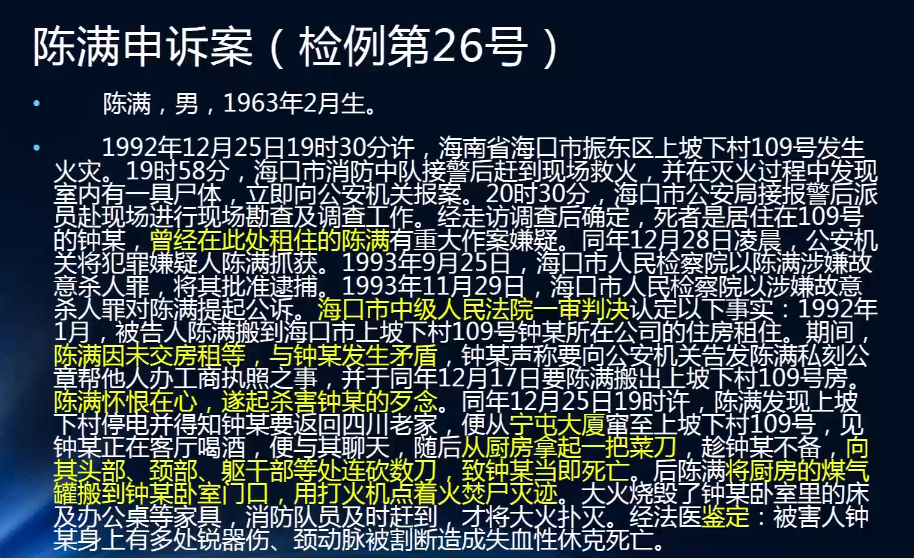 陈满申诉案（检例第26号）
• 陈满，男，1963年2月生。
• 1992年12月25日19时30分许，海南省海口市振东区上坡下村109号发生
火灾。19时58分，海口市消防中队接警后赶到现场救火，并在灭火过程中发现
室内有一具尸体，立即向公安机关报案。20时30分，海口市公安局接报警后派
员赴现场进行现场勘查及调查工作。经走访调查后确定，死者是居住在109号
的钟某，曾经在此处租住的陈满有重大作案嫌疑。同年12月28日凌晨，公安机
关将犯罪嫌疑人陈满抓获。1993年9月25日，海口市人民检察院以陈满涉嫌故
意杀人罪，将其批准逮捕。1993年11月29日，海口市人民检察院以涉嫌故意
杀人罪对陈满提起公诉。海口市中级人民法院一审判决认定以下事实：1992年
1月，被告人陈满搬到海口市上坡下村109号钟某所在公司的住房租住。期间，
陈满因未交房租等，与钟某发生矛盾，钟某声称要向公安机关告发陈满私刻公
章帮他人办工商执照之事，并于同年12月17日要陈满搬出上坡下村109号房。
陈满怀恨在心，遂起杀害钟某的歹念。同年12月25日19时许，陈满发现上坡
下村停电并得知钟某要返回四川老家，便从宁屯大厦窜至上坡下村109号，见
钟某正在客厅喝酒，便与其聊天，随后从厨房拿起一把菜刀，趁钟某不备，向
其头部、颈部、躯干部等处连砍数刀，致钟某当即死亡。后陈满将厨房的煤气
罐搬到钟某卧室门口，用打火机点着火焚尸灭迹。大火烧毁了钟某卧室里的床
及办公桌等家具，消防队员及时赶到，才将大火扑灭。经法医鉴定：被害人钟
某身上有多处锐器伤、颈动脉被割断造成失血性休克死亡。